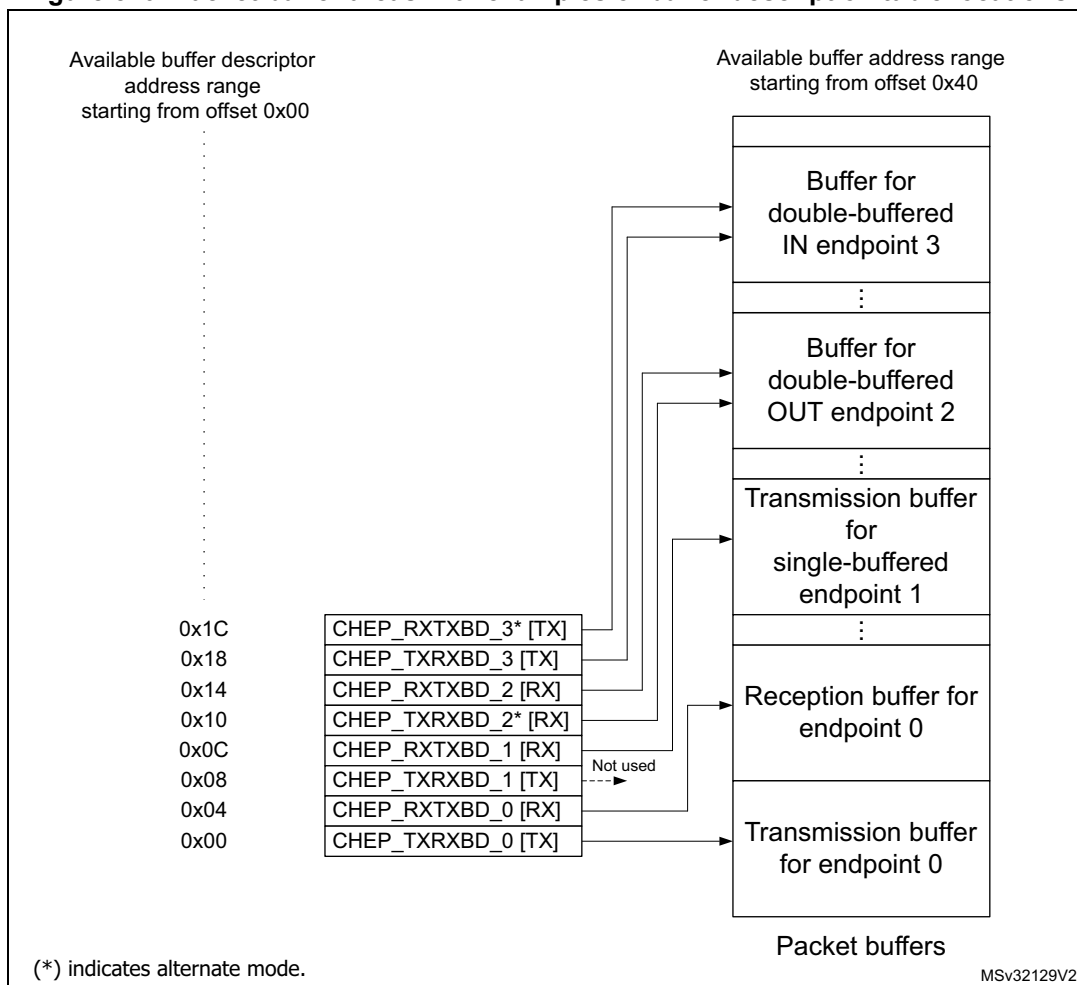 Available buffer descriptor
address range
starting from offset 0x00
Available buffer address range
starting from offset 0x40
Buffer for
double-buffered
IN endpoint 3
⋮
Buffer for
double-buffered
OUT endpoint 2
⋮
Transmission buffer
for
single-buffered
endpoint 1
⋮
0x1C CHEP_RXTXBD_3* [TX]
0x18 CHEP_TXRXBD_3 [TX]
0x14 CHEP_RXTXBD_2 [RX]
0x10 CHEP_TXRXBD_2* [RX]
0x0C CHEP_RXTXBD_1 [RX]
0x08 CHEP_TXRXBD_1 [TX] Not used
0x04 CHEP_RXTXBD_0 [RX]
0x00 CHEP_TXRXBD_0 [TX]
Reception buffer for
endpoint 0
Transmission buffer
for endpoint 0
Packet buffers
(*) indicates alternate mode.
MSv32129V2